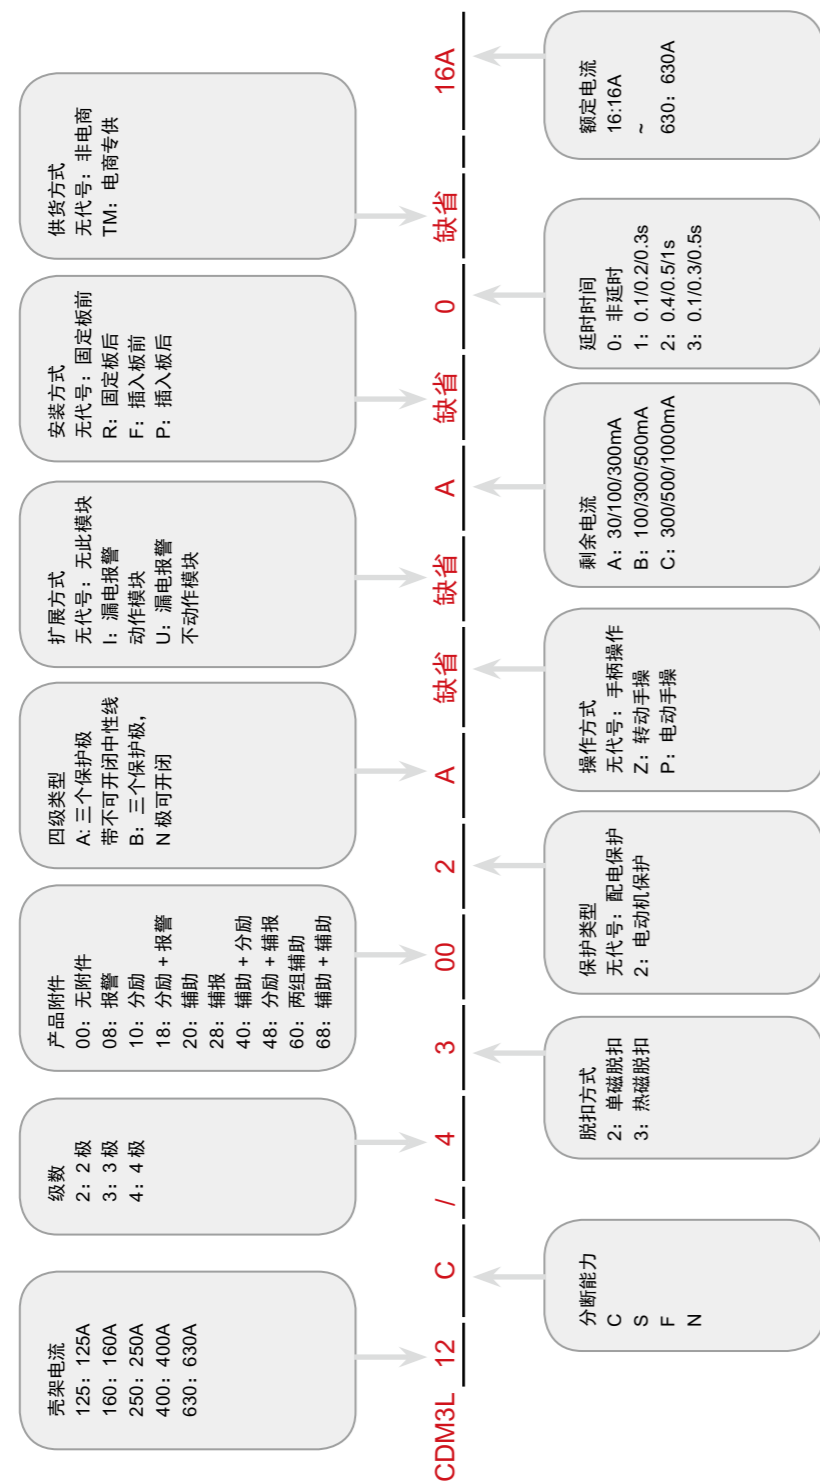 壳架电流
125：125A
160：160A
250：250A
400：400A
630：630A
级数
2：2 极
3：3 极
4：4 极
产品附件
00：无附件
08：报警
10：分励
18：分励 + 报警
20：辅助
28：辅报
40：辅助 + 分励
48：分励 + 辅报
60：两组辅助
68：辅助 + 辅助
四级类型
A: 三个保护极
带不可开闭中性线
B：三个保护极，
N 极可开闭
扩展方式
无代号：无此模块
I：漏电报警
动作模块
U：漏电报警
不动作模块
安装方式
无代号：固定板前
R：固定板后
F：插入板前
P：插入板后
供货方式
无代号：非电商
TM：电商专供
CDM3L 12 C / 4 3 00 2 A 缺省 缺省 A 缺省 0 缺省 16A
分断能力
C
S
F
N
脱扣方式
2：单磁脱扣
3：热磁脱扣
保护类型
无代号：配电保护
2：电动机保护
操作方式
无代号：手柄操作
Z：转动手操
P：电动手操
剩余电流
A：30/100/300mA
B：100/300/500mA
C：300/500/1000mA
延时时间
0：非延时
1：0.1/0.2/0.3s
2：0.4/0.5/1s
3：0.1/0.3/0.5s
额定电流
16:16A
~
630：630A